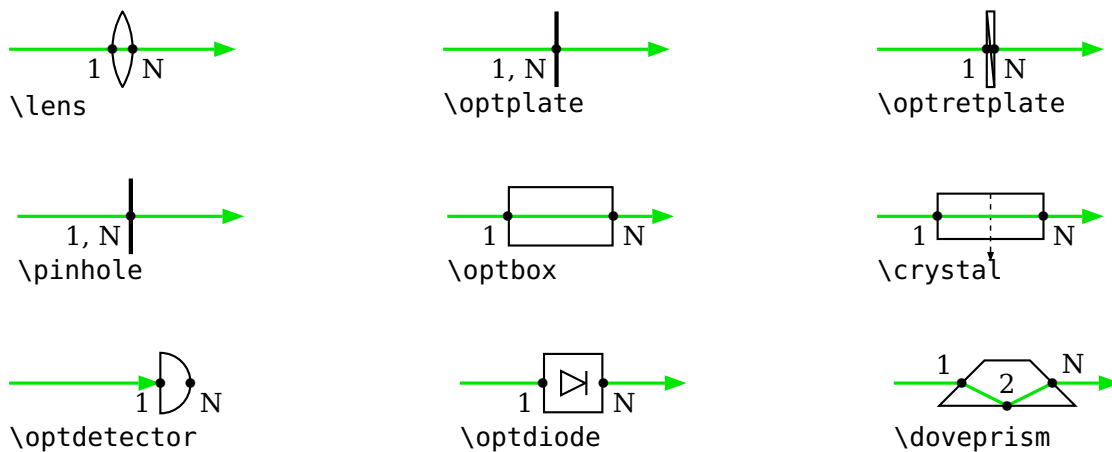 1 N
\lens
1, N
\optplate
1 N
\optretplate
1, N
\pinhole
1 N
\optbox
1 N
\crystal
1 N
\optdetector
1 N
\optdiode
1 2 N
\doveprism